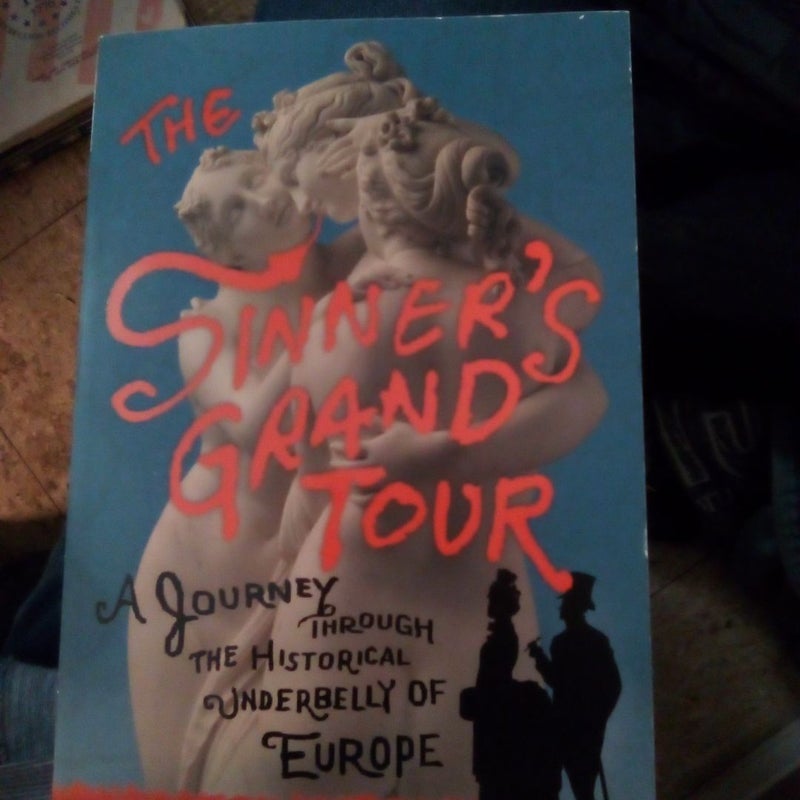 THE
SINNER'S
GRAND
TOUR
A JOURNEY
THROUGH
THE HISTORICAL
UNDERBELLY OF
EUROPE